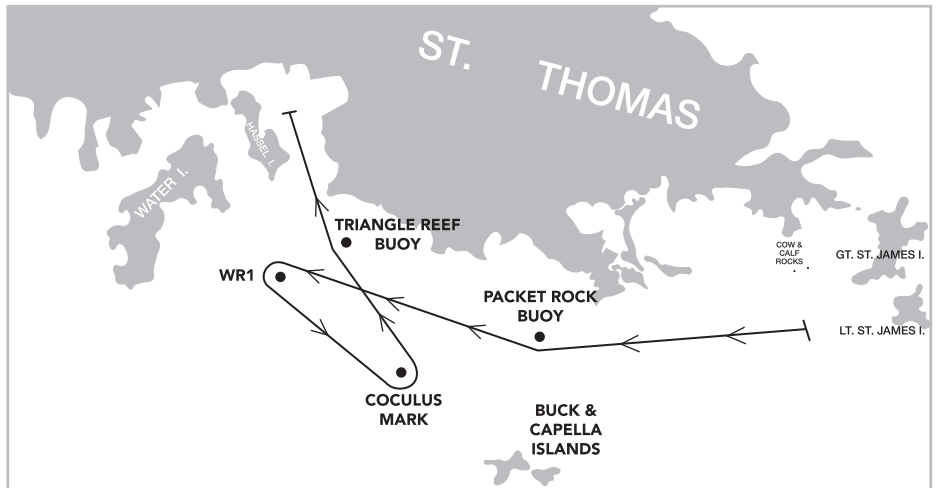 ST. THOMAS
HASSEL I.
WATER I.
TRIANGLE REEF
BUOY
COW &
CALF
ROCKS
GT. ST. JAMES I.
WR1
PACKET ROCK
BUOY
LT. ST. JAMES I.
COCULUS
MARK
BUCK &
CAPELLA
ISLANDS